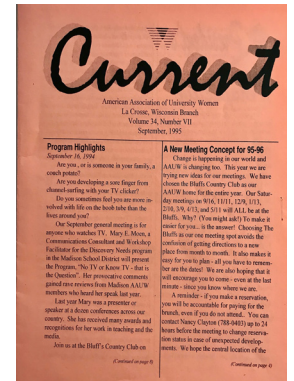 Current
American Association of University Women
La Crosse, Wisconsin Branch
Volume 34, Number VII
September, 1995
Program Highlights
September 16, 1994
Are you , or is someone in your family, a
couch potato?
Are you developing a sore finger from
channel-surfing with your TV clicker?
Do you sometimes feel you are more in-
volved with life on the boob tube than the
lives around you?
Our September general meeting is for
anyone who watches TV. Mary E. Moen, a
Communications Consultant and Workshop
Facilitator for the Discovery Needs program
in the Madison School District will present
the Program, "No TV or Know TV - that is
the Question". Her provocative comments
gained rave reviews from Madison AAUW
members who heard her speak last year.
Last year Mary was a presenter or
speaker at a dozen conferences across our
country. She has received many awards and
recognitions for her work in teaching and the
media.
Join us at the Bluff's Country Club on
(Continued on page 8)
A New Meeting Concept for 95-96
Change is happening in our world and
AAUW is changing too. This year we are
trying new ideas for our meetings. We have
chosen the Bluffs Country Club as our
AAUW home for the entire year. Our Satur-
day meetings on 9/16, 11/11, 12/9, 1/13,
2/10, 3/9, 4/13, and 5/11 will ALL be at the
Bluffs. Why? (You might ask!) To make it
easier for you... is the answer! Choosing The
Bluffs as our one meeting spot avoids the
confusion of getting directions to a new
place from month to month. It also makes it
easy for you to plan - all you have to remem-
ber are the dates! We are also hoping that it
will encourage you to come - even at the last
minute - since you know where we are.
A reminder - if you make a reservation,
you will be accountable for paying for the
brunch, even if you do not attend. You can
contact Nancy Clayton (788-0403) up to 24
hours before the meeting to change reserva-
tion status in case of unexpected develop-
ments. We hope the central location of the
(Continued on page 4)